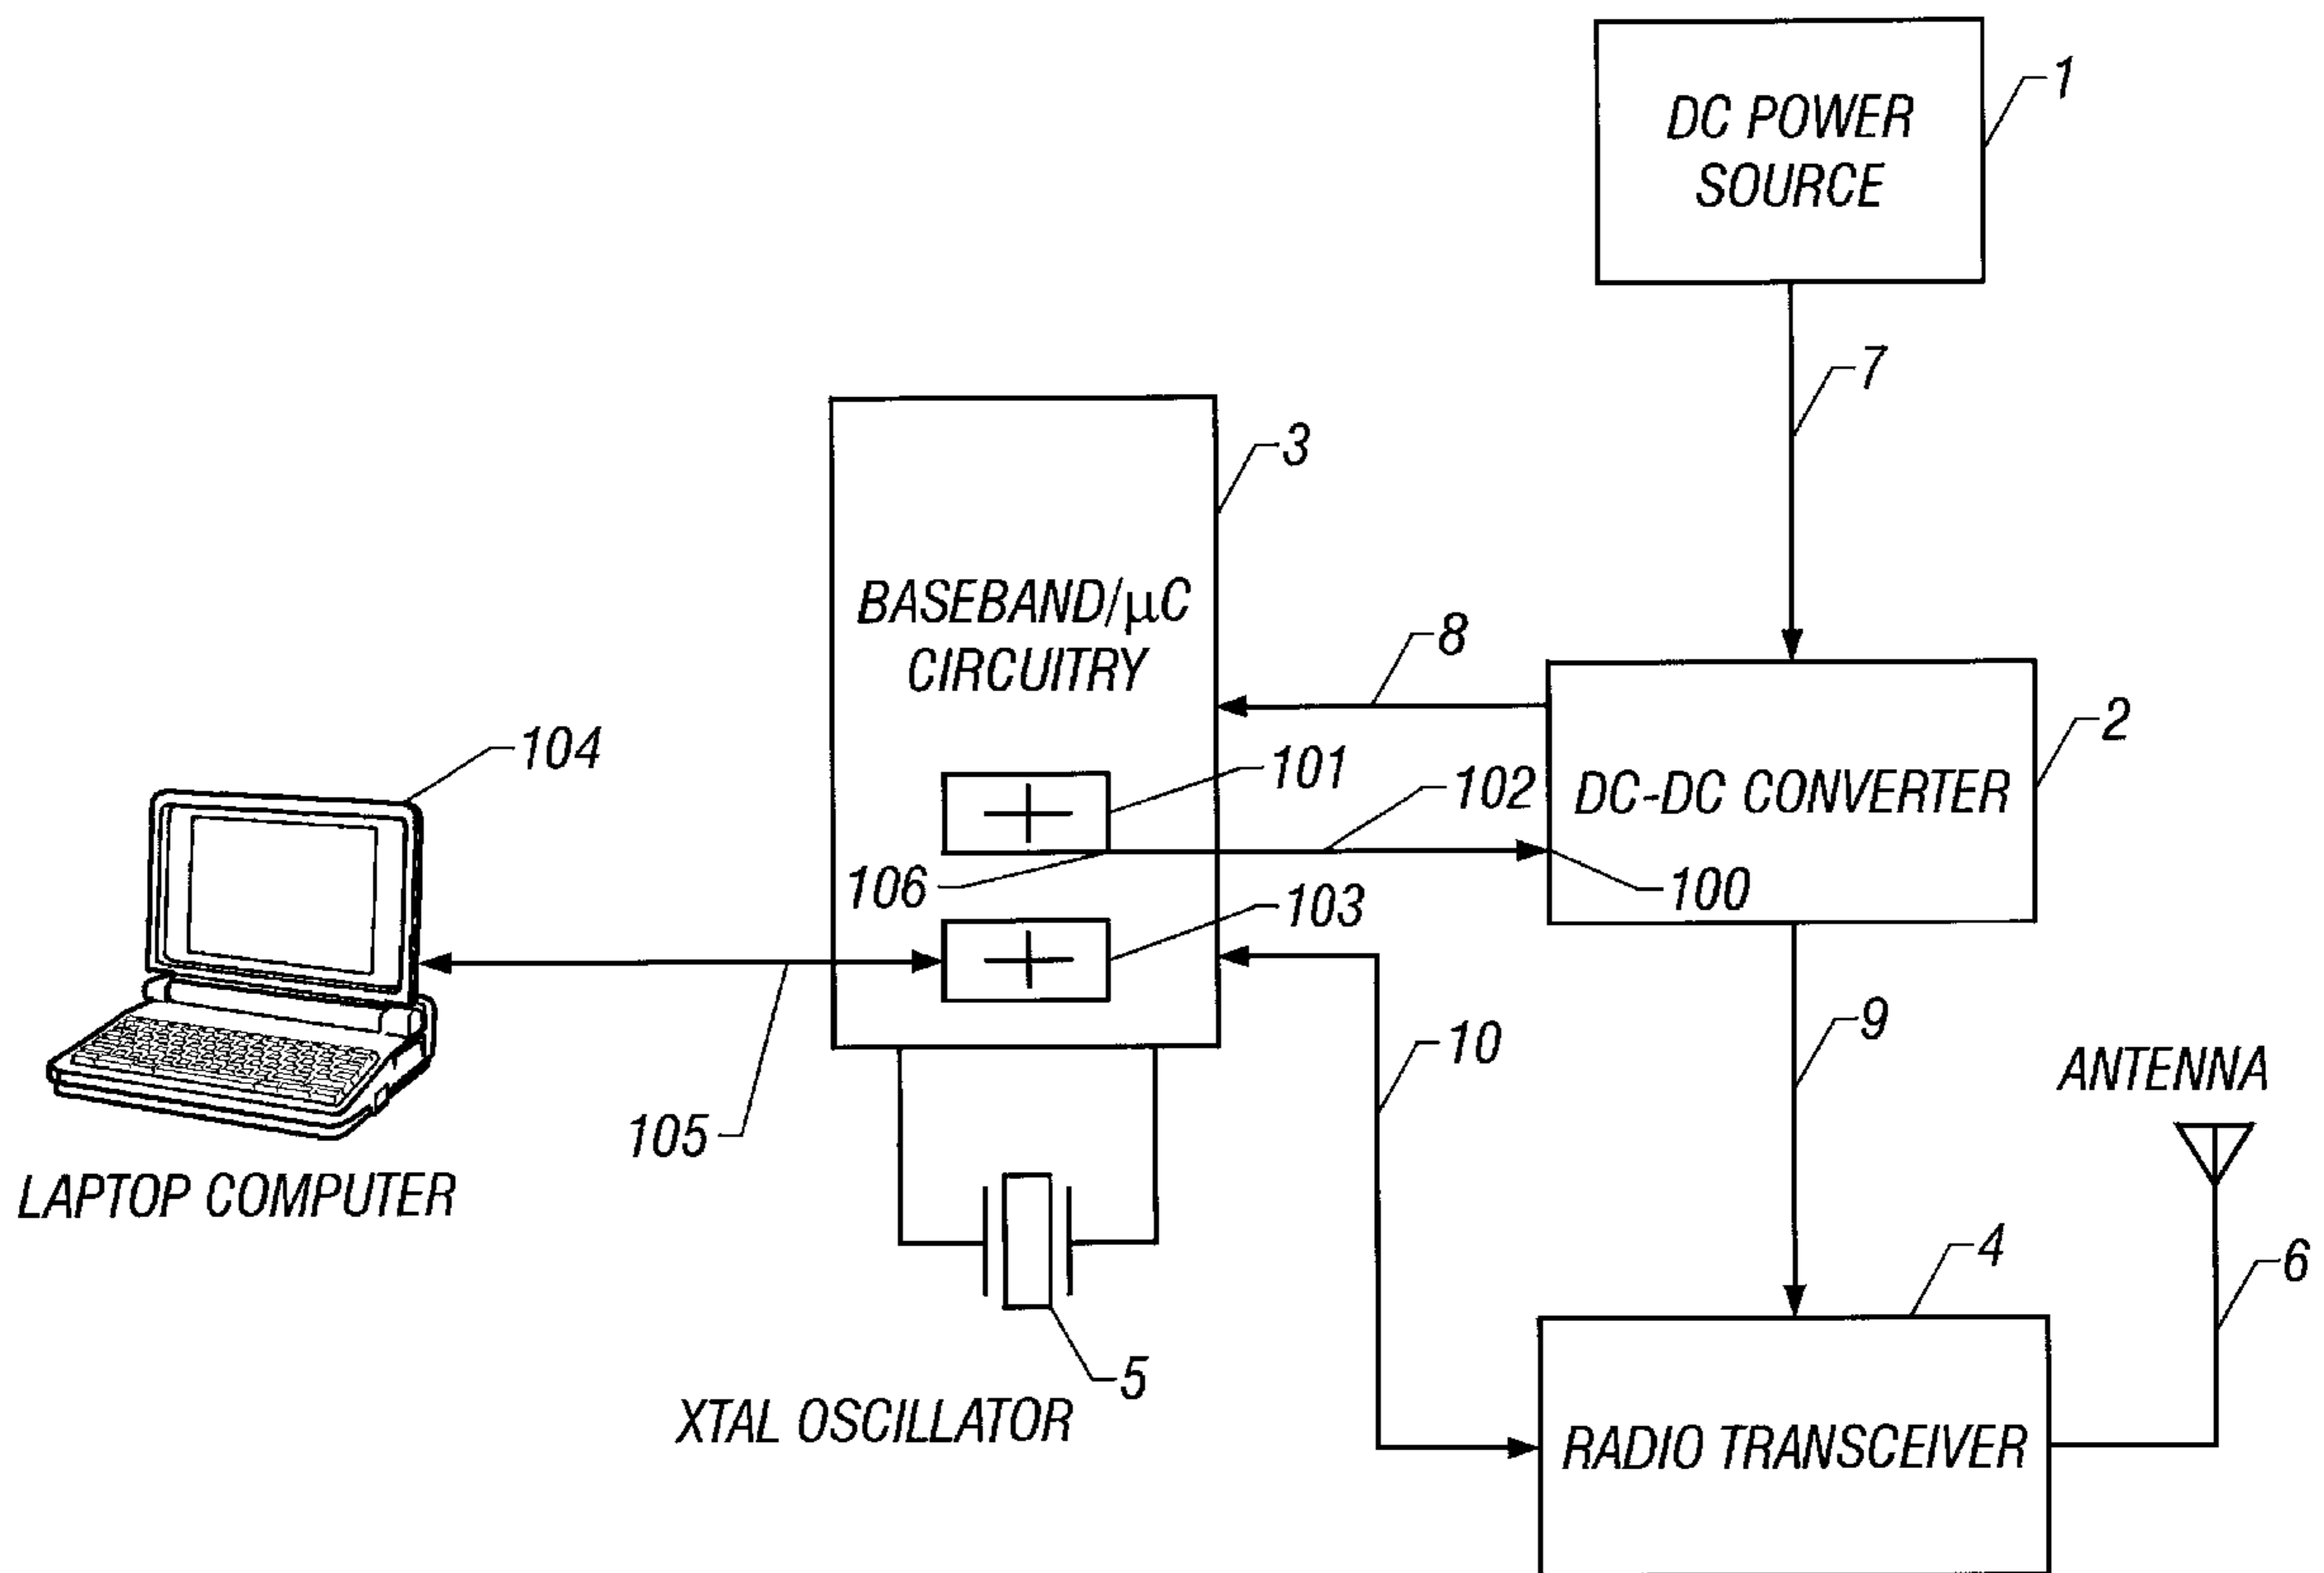 DC POWER
SOURCE
1
7
3
BASEBAND/µC
CIRCUITRY
8
2
104
101
102
DC-DC CONVERTER
106
100
103
10
9
ANTENNA
105
LAPTOP COMPUTER
4
6
5
XTAL OSCILLATOR
RADIO TRANSCEIVER